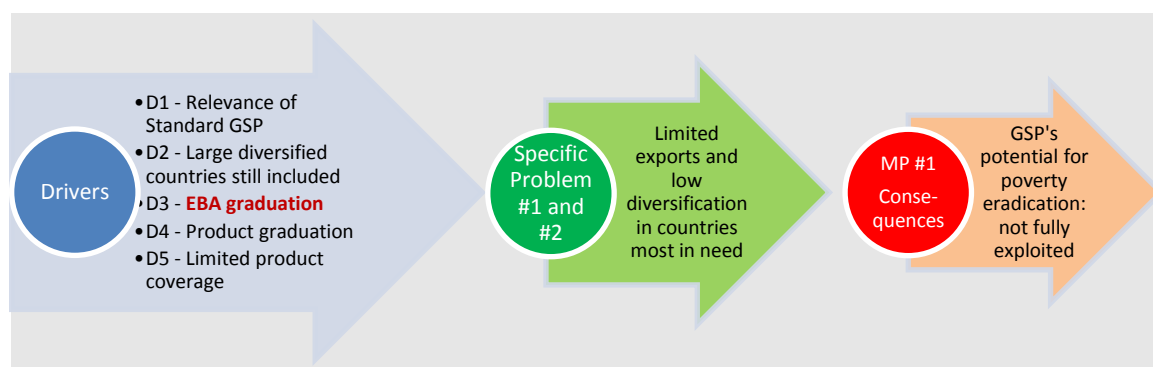 Drivers
•D1 - Relevance of
Standard GSP
•D2 - Large diversified
countries still included
•D3 - EBA graduation
•D4 - Product graduation
•D5 - Limited product
coverage
Specific
Problem
#1 and
#2
Limited
exports and
low
diversification
in countries
most in need
MP #1
Conse-
quences
GSP's
potential for
poverty
eradication:
not fully
exploited